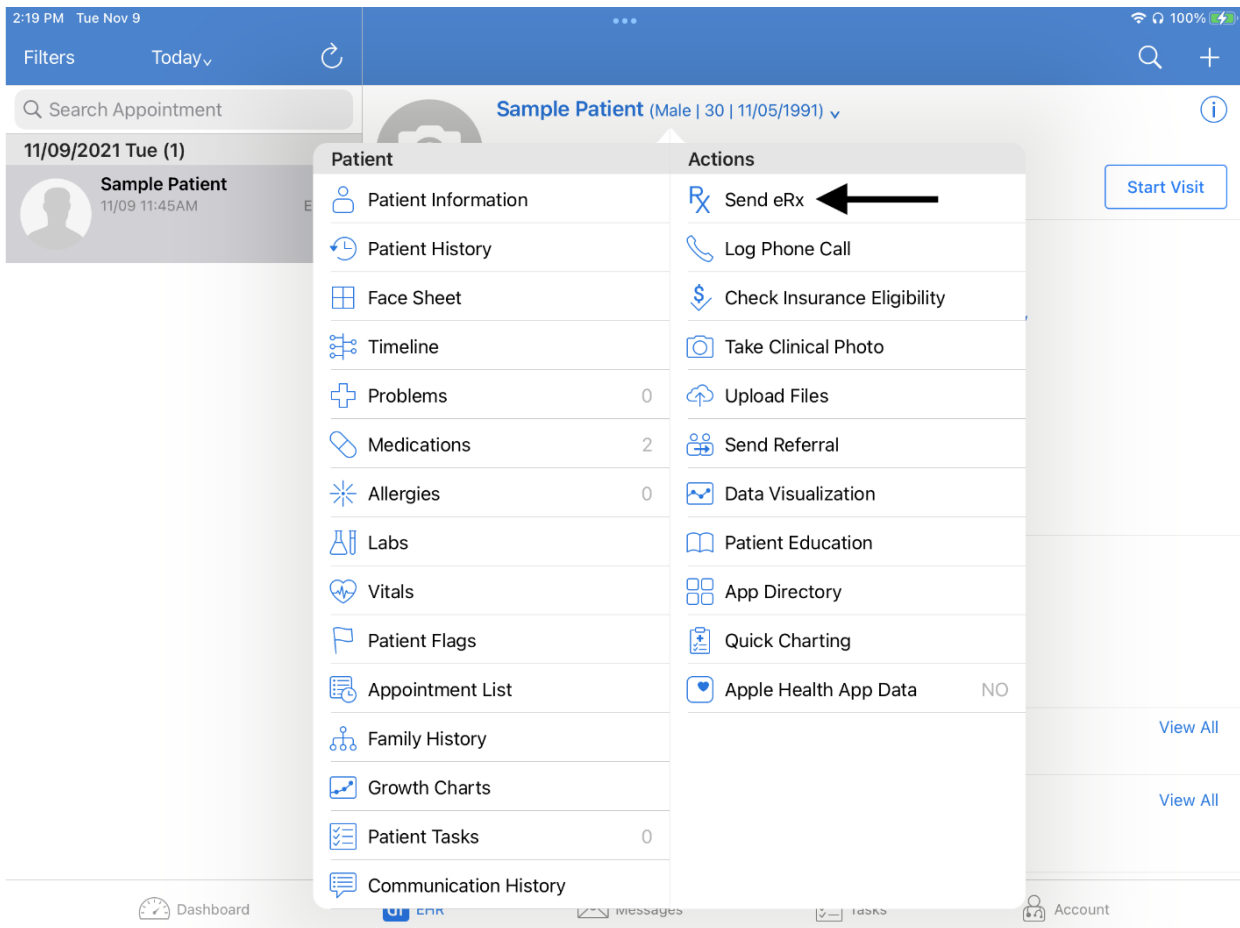 2:19 PM Tue Nov 9
100%
Filters
Today
Search Appointment
11/09/2021 Tue (1)
Sample Patient
11/09 11:45AM
E
Sample Patient (Male | 30 | 11/05/1991)
Start Visit
Patient
Patient Information
Patient History
Face Sheet
Timeline
Problems 0
Medications 2
Allergies 0
Labs
Vitals
Patient Flags
Appointment List
Family History
Growth Charts
Patient Tasks 0
Communication History
Actions
Send eRx
Log Phone Call
Check Insurance Eligibility
Take Clinical Photo
Upload Files
Send Referral
Data Visualization
Patient Education
App Directory
Quick Charting
Apple Health App Data NO
View All
View All
Dashboard
EHR
Messages
Tasks
Account